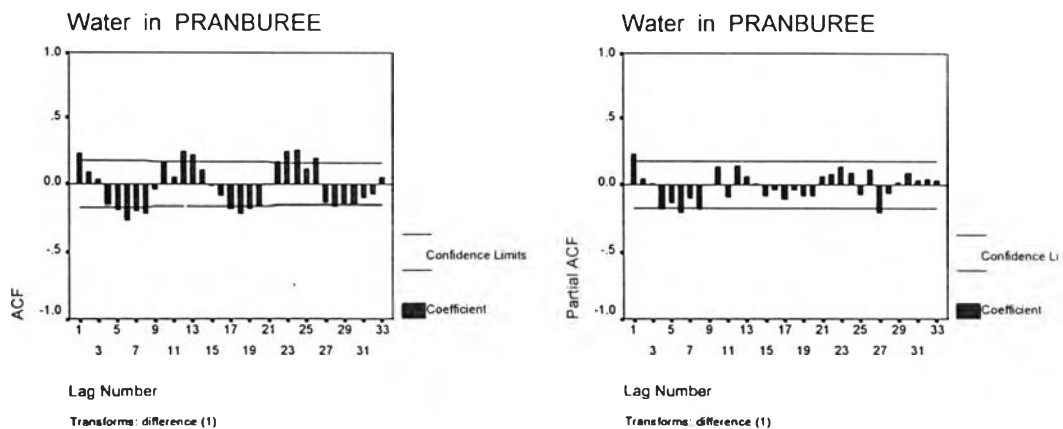 Water in PRANBUREE
1.0
.5
0.0
-.5
-1.0
ACF
1 5 9 13 17 21 25 29 33
3 7 11 15 19 23 27 31
Lag Number
Transforms: difference (1)
Confidence Limits
Coefficient
Water in PRANBUREE
1.0
.5
0.0
-.5
-1.0
Partial ACF
1 5 9 13 17 21 25 29 33
3 7 11 15 19 23 27 31
Lag Number
Transforms: difference (1)
Confidence Li
Coefficient